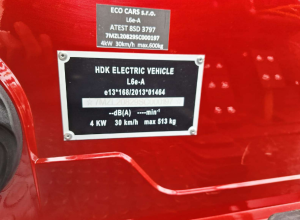 ECO CARS s.r.o.
L6e-A
ATEST 8SD 3797
7M2L20829SC000197
4kW 30km/h max.600kg
HDK ELECTRIC VEHICLE
L6e-A
e13*168/2013*01464
--dB(A) ----min⁻¹
4 KW 30 km/h max 513 kg